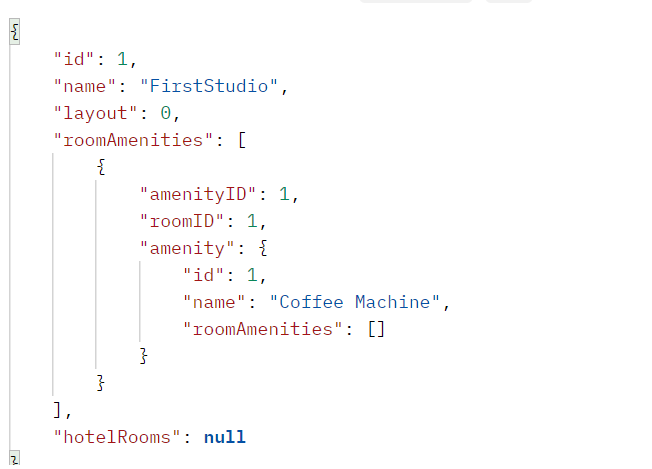 {
"id": 1,
"name": "FirstStudio",
"layout": 0,
"roomAmenities": [
{
"amenityID": 1,
"roomID": 1,
"amenity": {
"id": 1,
"name": "Coffee Machine",
"roomAmenities": []
}
}
],
"hotelRooms": null
}